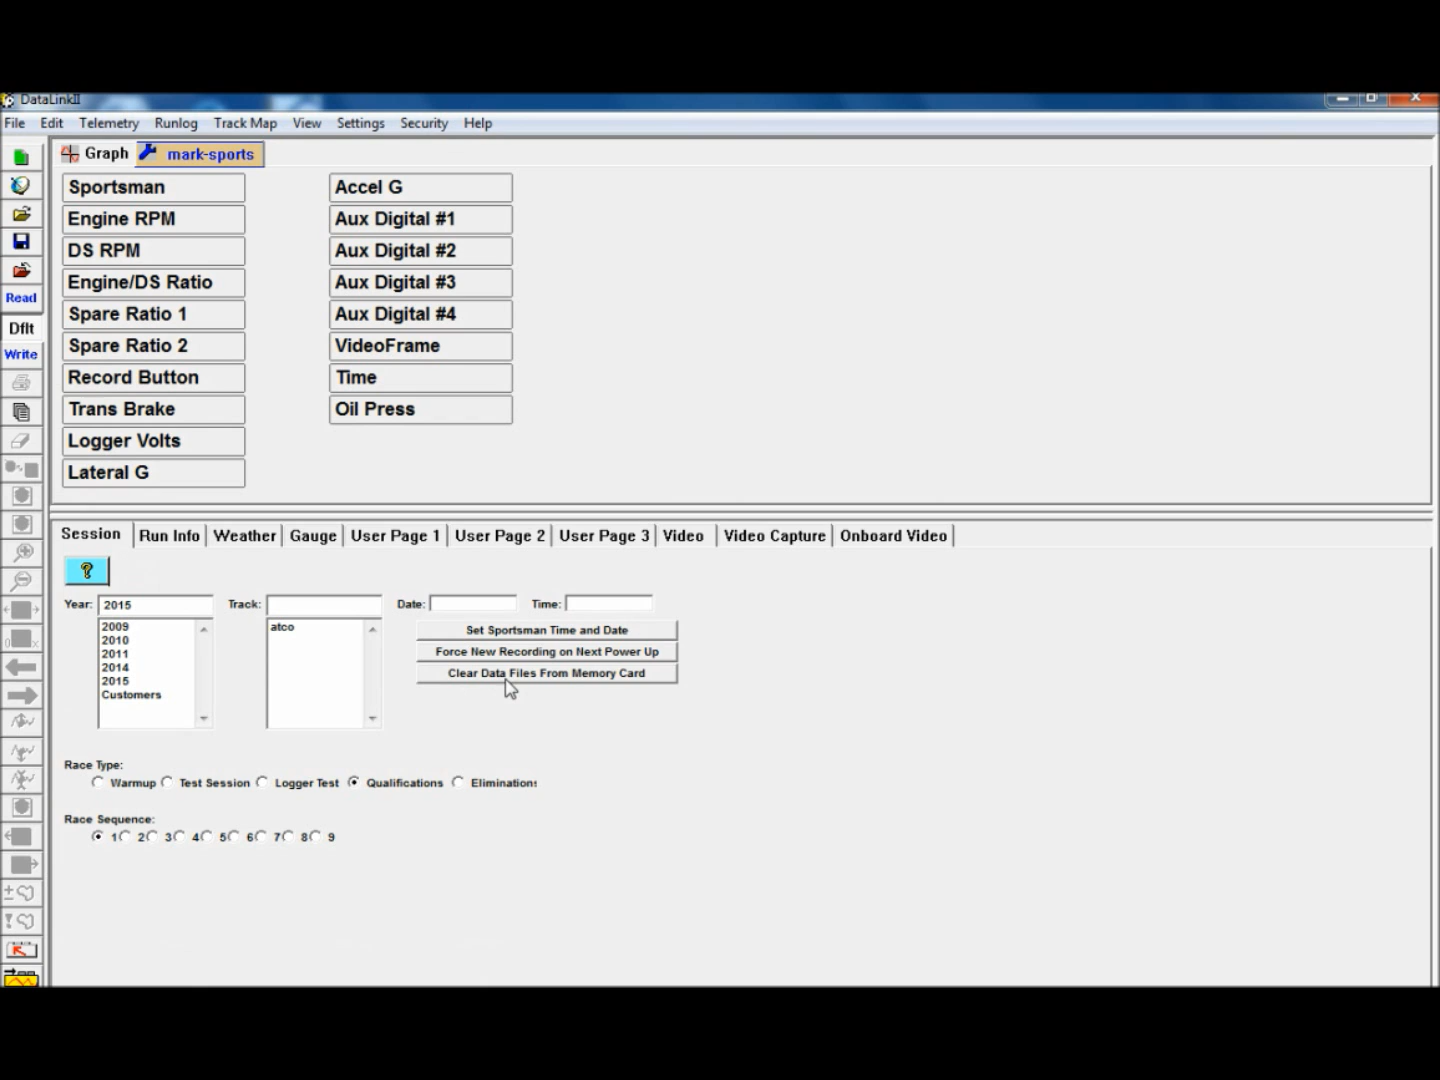 DataLinkII
File Edit Telemetry Runlog Track Map View Settings Security Help
Graph mark-sports
Sportsman Accel G
Engine RPM Aux Digital #1
DS RPM Aux Digital #2
Engine/DS Ratio Aux Digital #3
Spare Ratio 1 Aux Digital #4
Spare Ratio 2 VideoFrame
Record Button Time
Trans Brake Oil Press
Logger Volts
Lateral G
Read
Dflt
Write
Session Run Info Weather Gauge User Page 1 User Page 2 User Page 3 Video Video Capture Onboard Video
?
Year: 2015 Track: Date: Time:
2009 atco Set Sportsman Time and Date
2010
2011 Force New Recording on Next Power Up
2014 Clear Data Files From Memory Card
2015
Customers
Race Type:
Warmup Test Session Logger Test Qualifications Eliminations
Race Sequence:
1 2 3 4 5 6 7 8 9